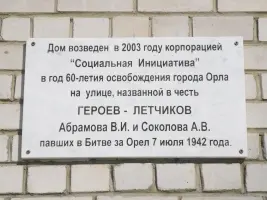 Дом возведен в 2003 году корпорацией
“Социальная Инициатива”
в год 60-летия освобождения города Орла
на улице, названной в честь
ГЕРОЕВ - ЛЕТЧИКОВ
Абрамова В.И. и Соколова А.В.
павших в Битве за Орел 7 июля 1942 года.